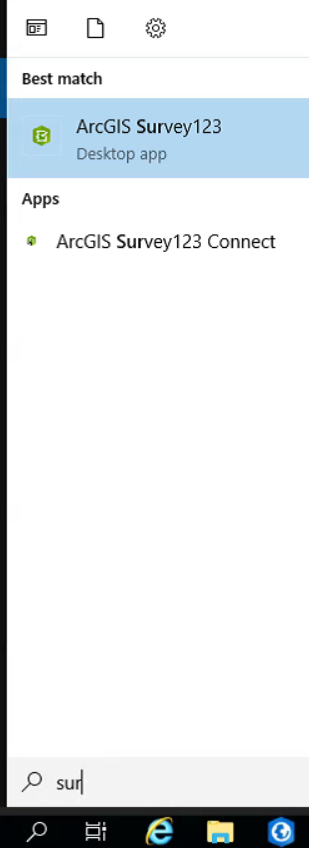 Best match
ArcGIS Survey123
Desktop app
Apps
ArcGIS Survey123 Connect
sur